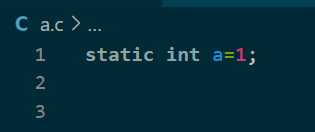 C a.c > ...
1 static int a=1;
2
3